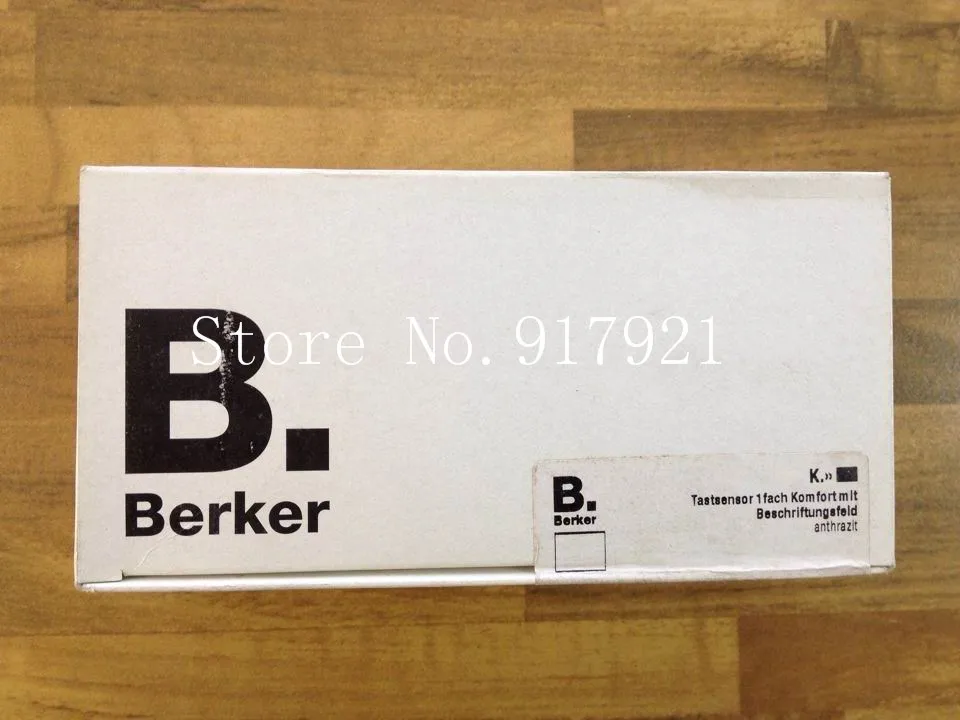 B.
Store No.917921
Berker
B.
Berker
K.»
Tastsensor 1fach Komfort mit
Beschriftungsfeld
anthrazit